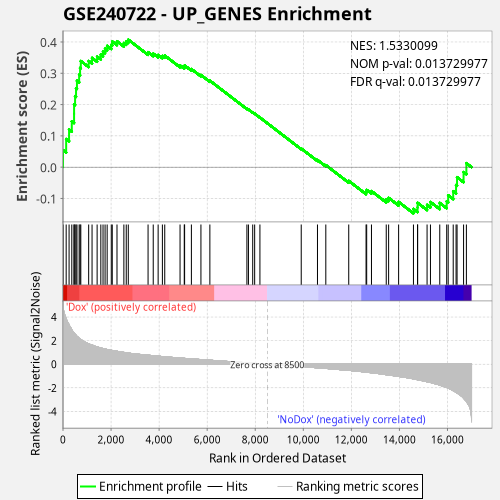 GSE240722 - UP_GENES Enrichment
Enrichment score (ES)
0.4
0.3
0.2
0.1
0.0
-0.1
NES: 1.5330099
NOM p-val: 0.013729977
FDR q-val: 0.013729977
Ranked list metric (Signal2Noise)
4
2
0
-2
-4
'Dox' (positively correlated)
Zero cross at 8500
'NoDox' (negatively correlated)
0
2,000
4,000
6,000
8,000
10,000
12,000
14,000
16,000
Rank in Ordered Dataset
Enrichment profile
Hits
Ranking metric scores